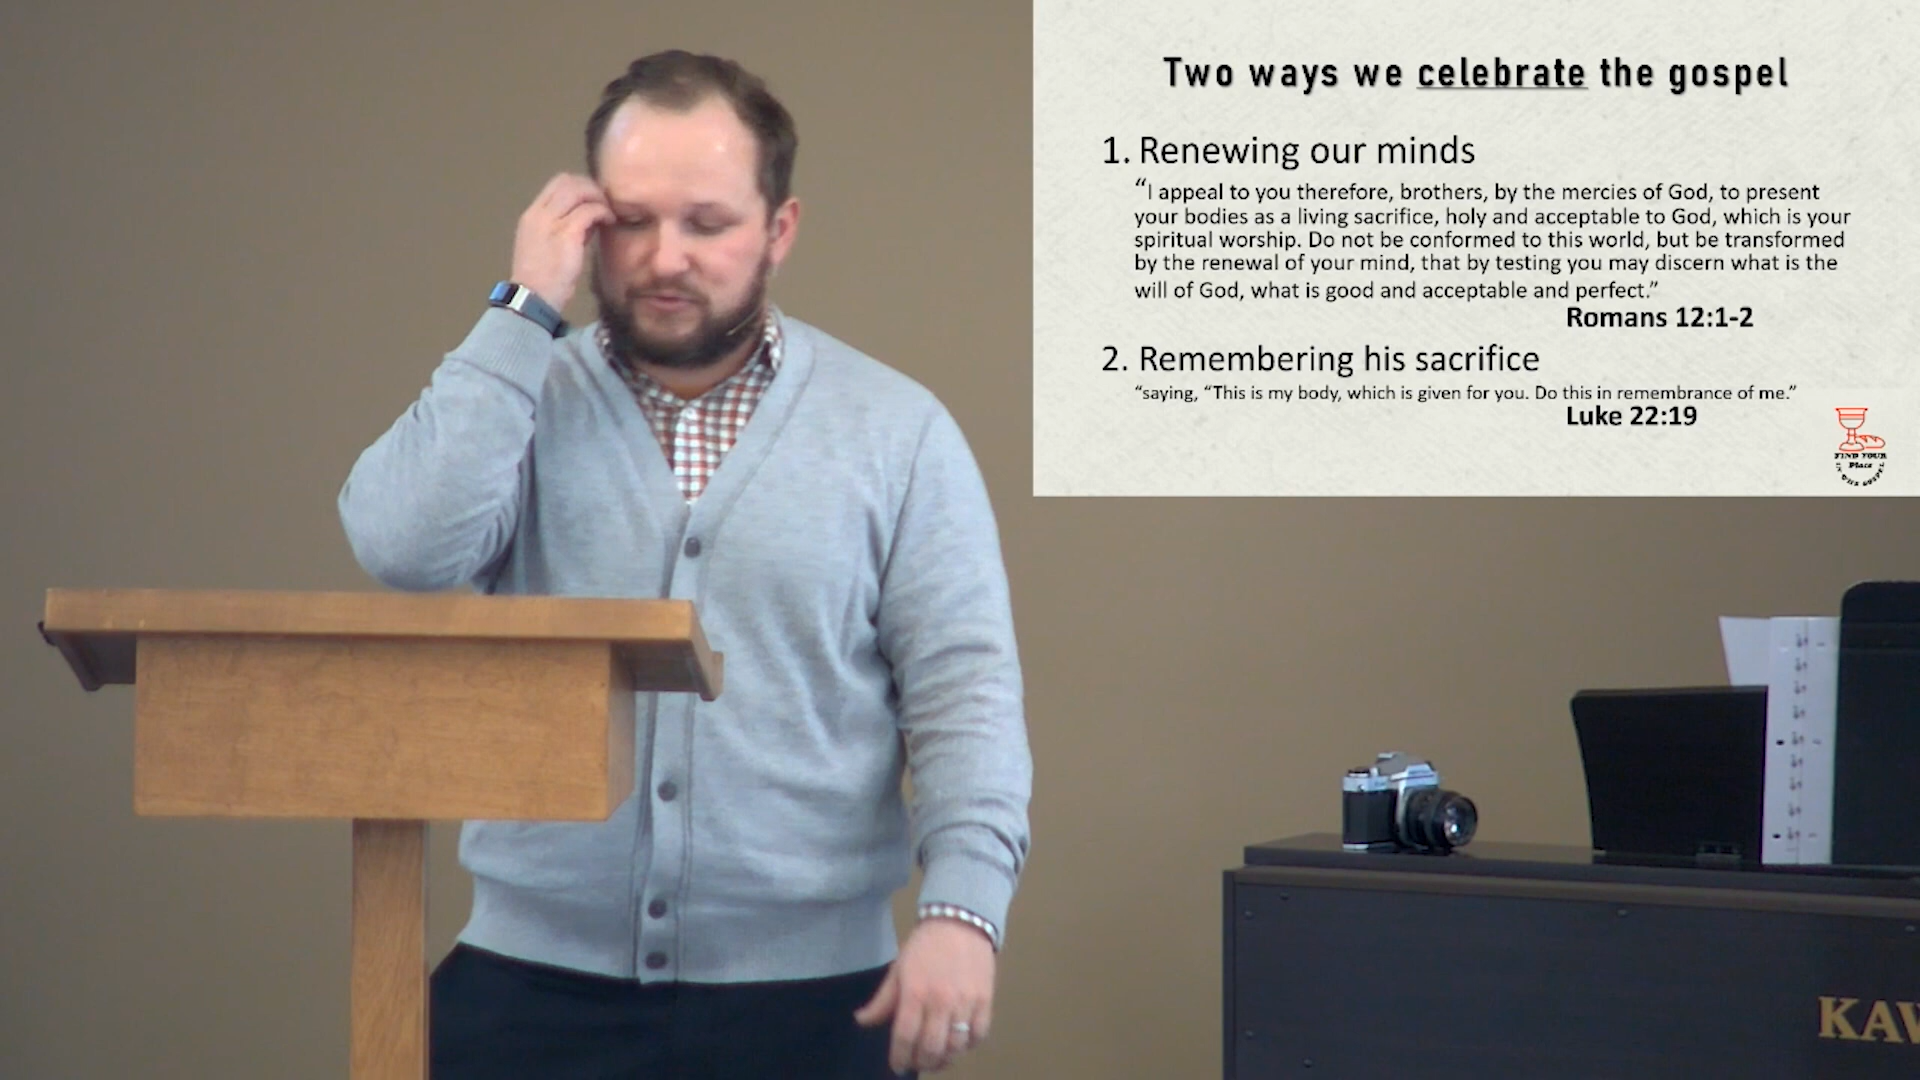 Two ways we celebrate the gospel
1. Renewing our minds
“I appeal to you therefore, brothers, by the mercies of God, to present
your bodies as a living sacrifice, holy and acceptable to God, which is your
spiritual worship. Do not be conformed to this world, but be transformed
by the renewal of your mind, that by testing you may discern what is the
will of God, what is good and acceptable and perfect.”
Romans 12:1-2
2. Remembering his sacrifice
“saying, “This is my body, which is given for you. Do this in remembrance of me.”
Luke 22:19
FIND YOUR
Place
IN THE GOSPEL
KAW